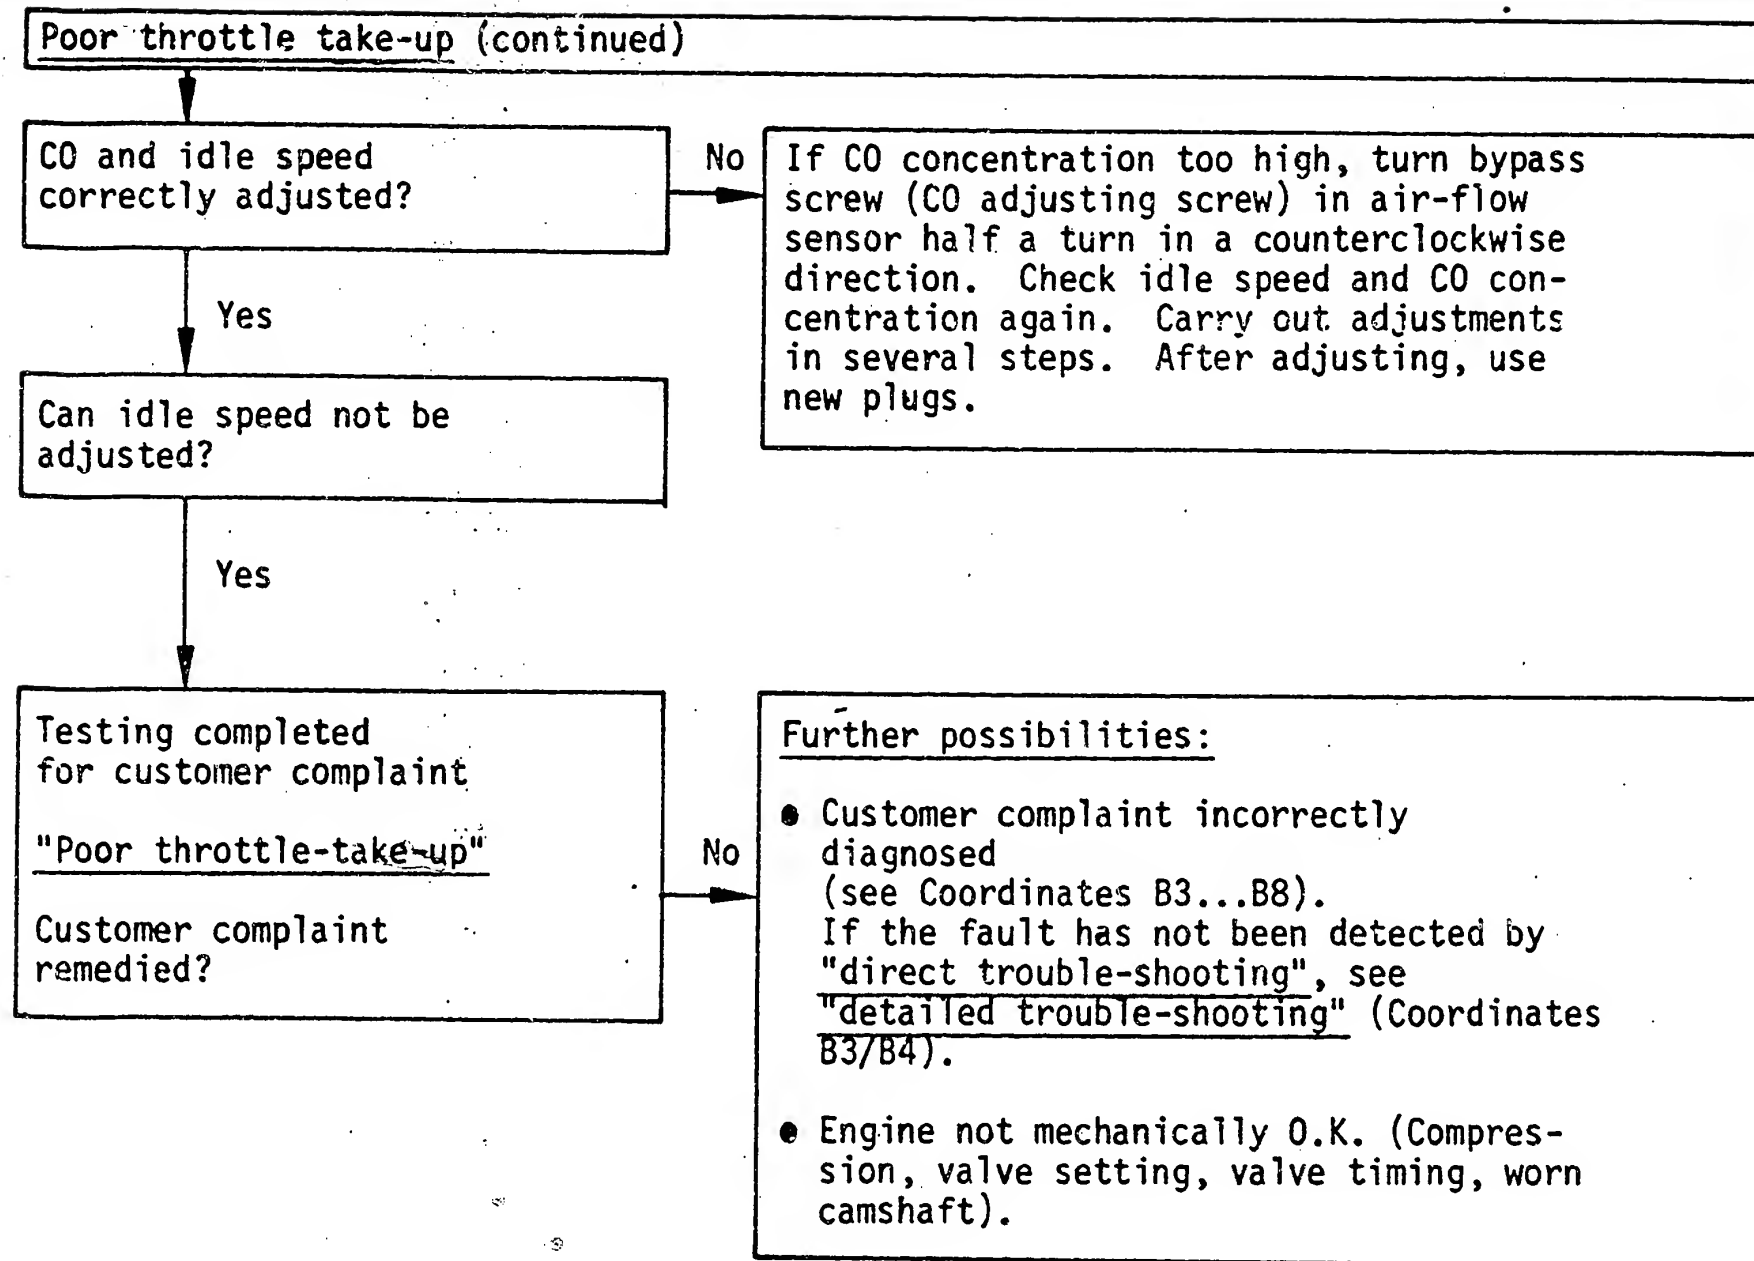 Poor throttle take-up (continued)
CO and idle speed
correctly adjusted?
No
If CO concentration too high, turn bypass
screw (CO adjusting screw) in air-flow
sensor half a turn in a counterclockwise
direction. Check idle speed and CO con-
centration again. Carry out adjustments
in several steps. After adjusting, use
new plugs.
Yes
Can idle speed not be
adjusted?
Yes
Testing completed
for customer complaint
"Poor throttle-take-up"
Customer complaint
remedied?
No
Further possibilities:
● Customer complaint incorrectly
diagnosed
(see Coordinates B3...B8).
If the fault has not been detected by
"direct trouble-shooting", see
"detailed trouble-shooting" (Coordinates
B3/B4).
● Engine not mechanically O.K. (Compres-
sion, valve setting, valve timing, worn
camshaft).